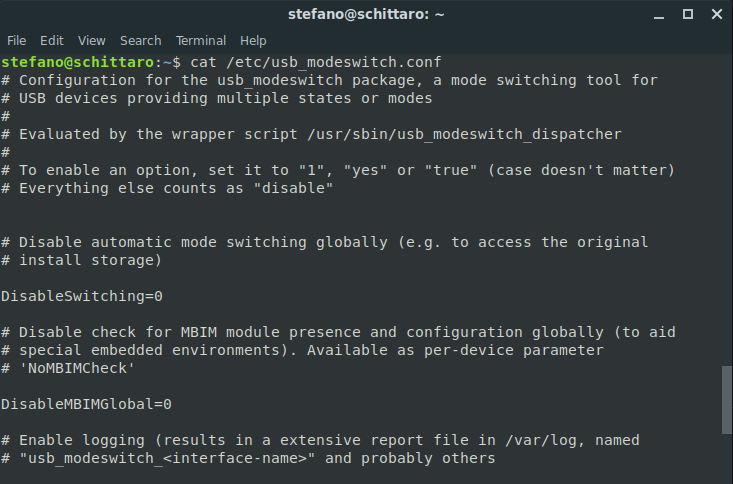 stefano@schittaro: ~
File Edit View Search Terminal Help
stefano@schittaro:~$ cat /etc/usb_modeswitch.conf
# Configuration for the usb_modeswitch package, a mode switching tool for
# USB devices providing multiple states or modes
#
# Evaluated by the wrapper script /usr/sbin/usb_modeswitch_dispatcher
#
# To enable an option, set it to "1", "yes" or "true" (case doesn't matter)
# Everything else counts as "disable"
# Disable automatic mode switching globally (e.g. to access the original
# install storage)
DisableSwitching=0
# Disable check for MBIM module presence and configuration globally (to aid
# special embedded environments). Available as per-device parameter
# 'NoMBIMCheck'
DisableMBIMGlobal=0
# Enable logging (results in a extensive report file in /var/log, named
# "usb_modeswitch_<interface-name>" and probably others